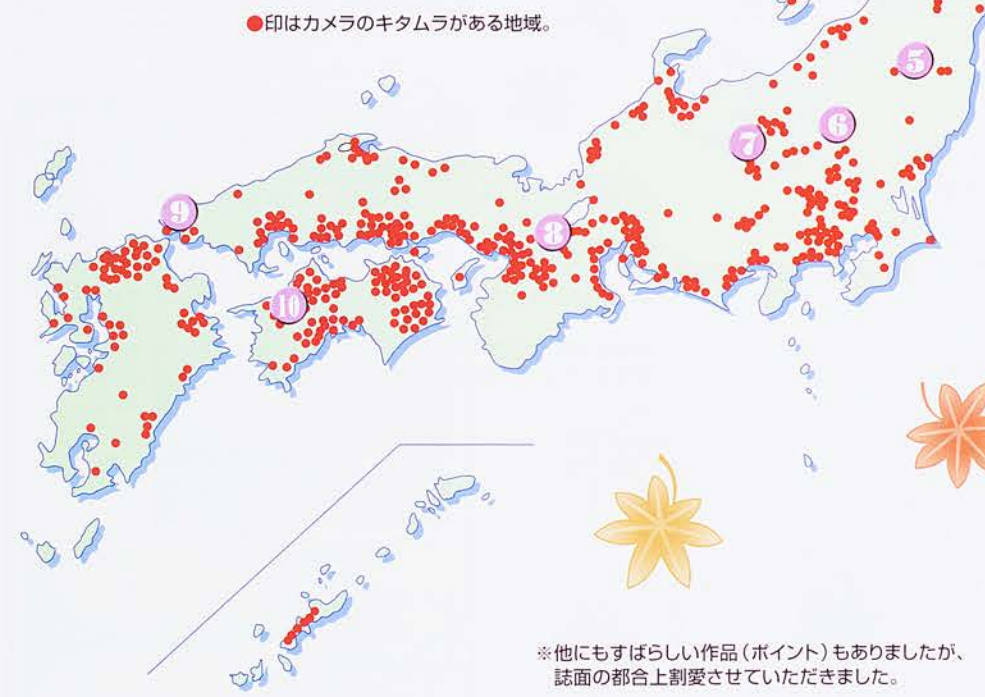 ●印はカメラのキタムラがある地域。
5
6
7
8
9
10
※他にもすばらしい作品(ポイント)もありましたが、
誌面の都合上割愛させていただきました。